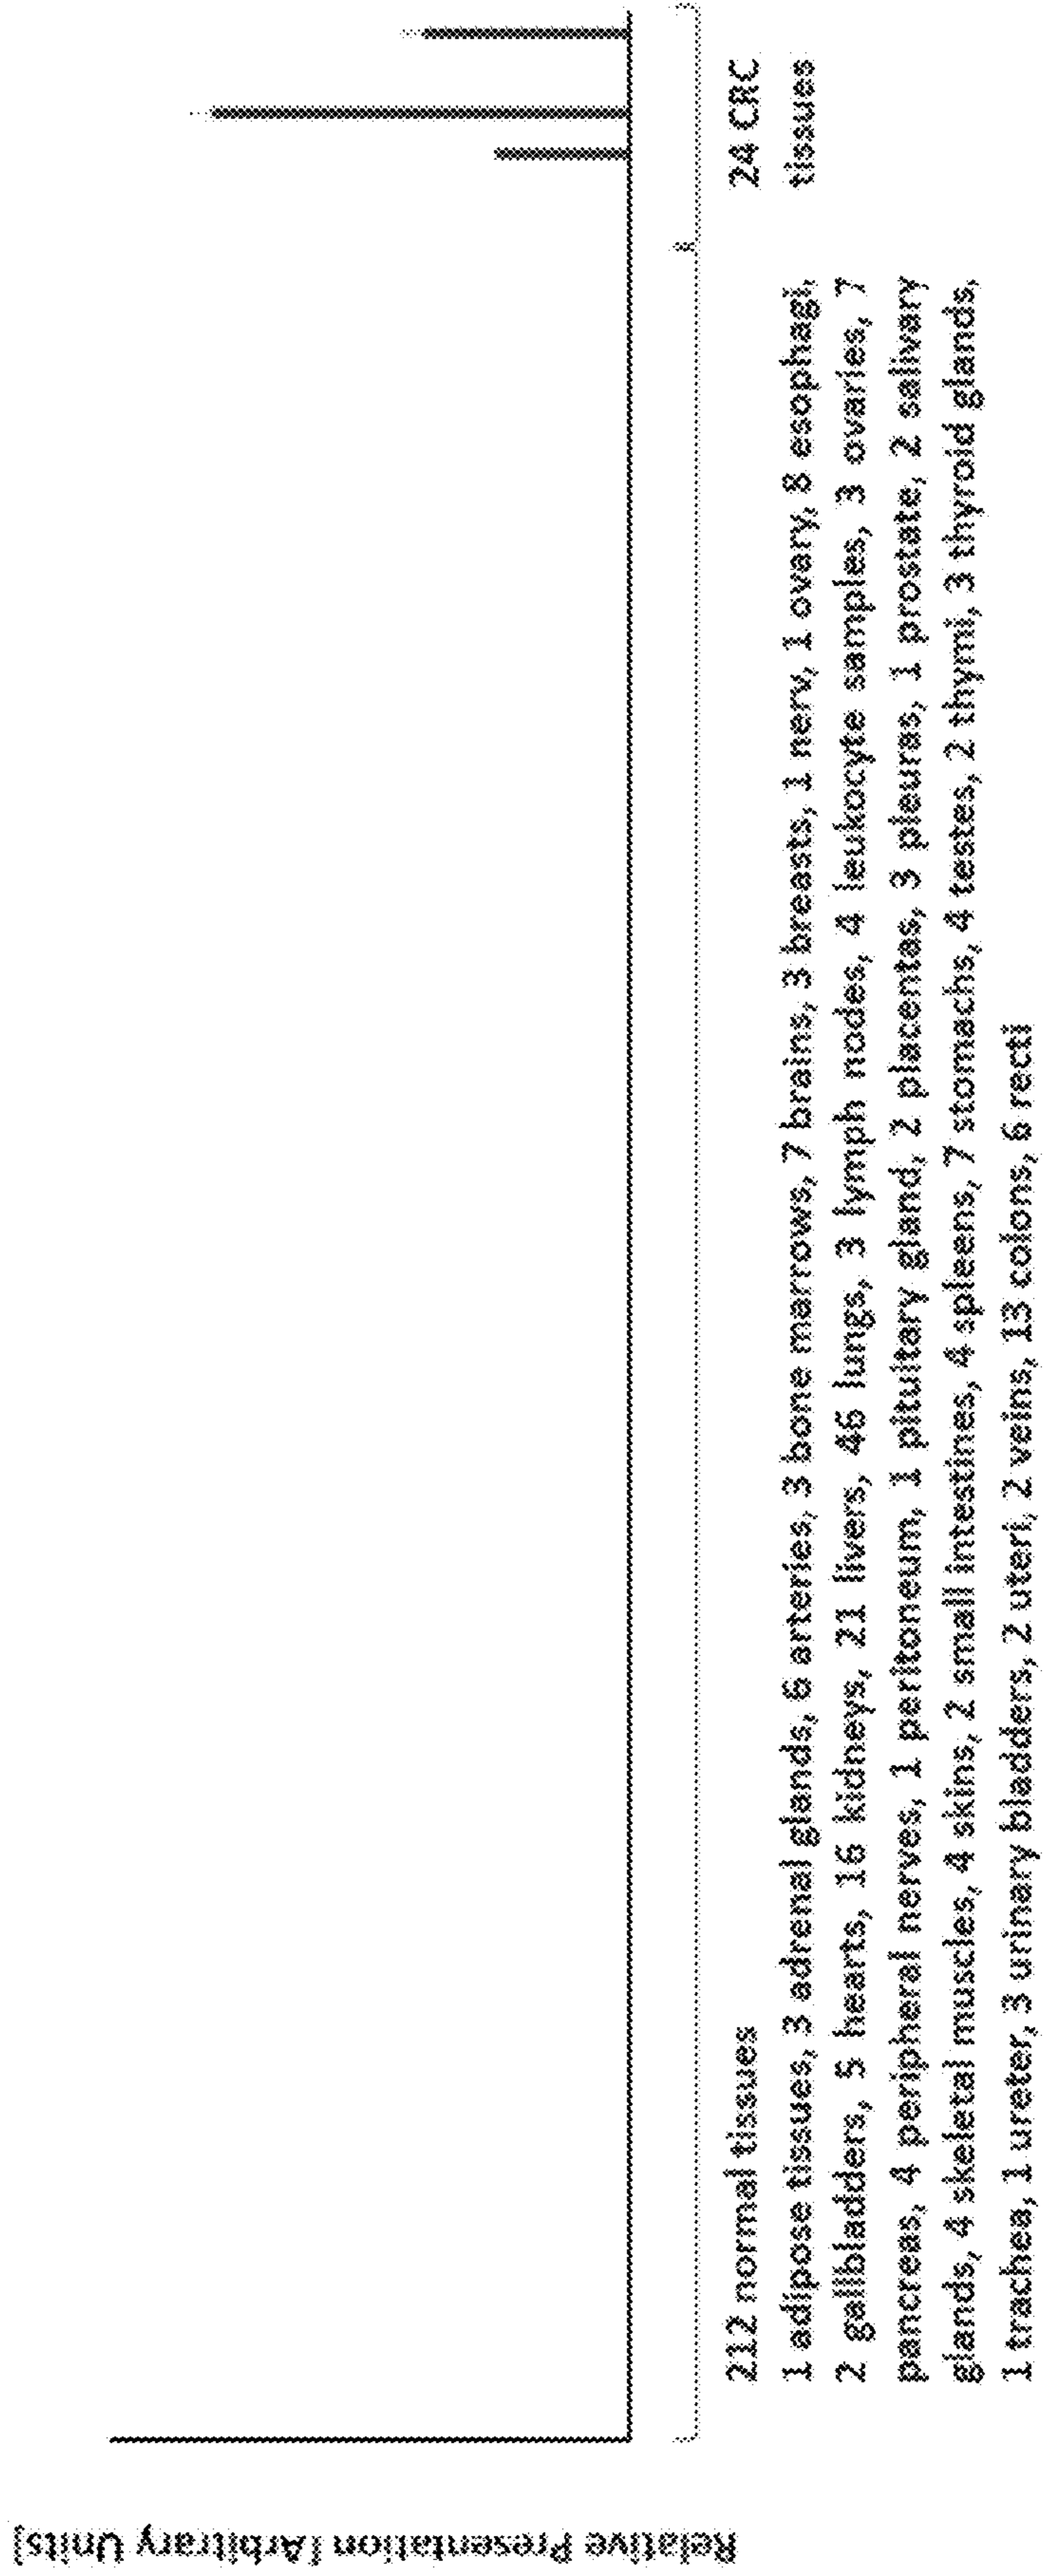 Relative Presentation [Arbitrary Units]
212 normal tissues
1 adipose tissues, 3 adrenal glands, 6 arteries, 3 bone marrows, 7 brains, 3 breasts, 1 nerv, 1 ovary, 8 esophagi,
2 gallbladders, 5 hearts, 16 kidneys, 21 livers, 46 lungs, 3 lymph nodes, 4 leukocyte samples, 3 ovaries, 7
pancreas, 4 peripheral nerves, 1 peritoneum, 1 pituitary gland, 2 placentas, 3 pleuras, 1 prostate, 2 salivary
glands, 4 skeletal muscles, 4 skins, 2 small intestines, 4 spleens, 7 stomachs, 4 testes, 2 thymi, 3 thyroid glands,
1 trachea, 1 ureter, 3 urinary bladders, 2 uteri, 2 veins, 13 colons, 6 recti
24 CRC
tissues